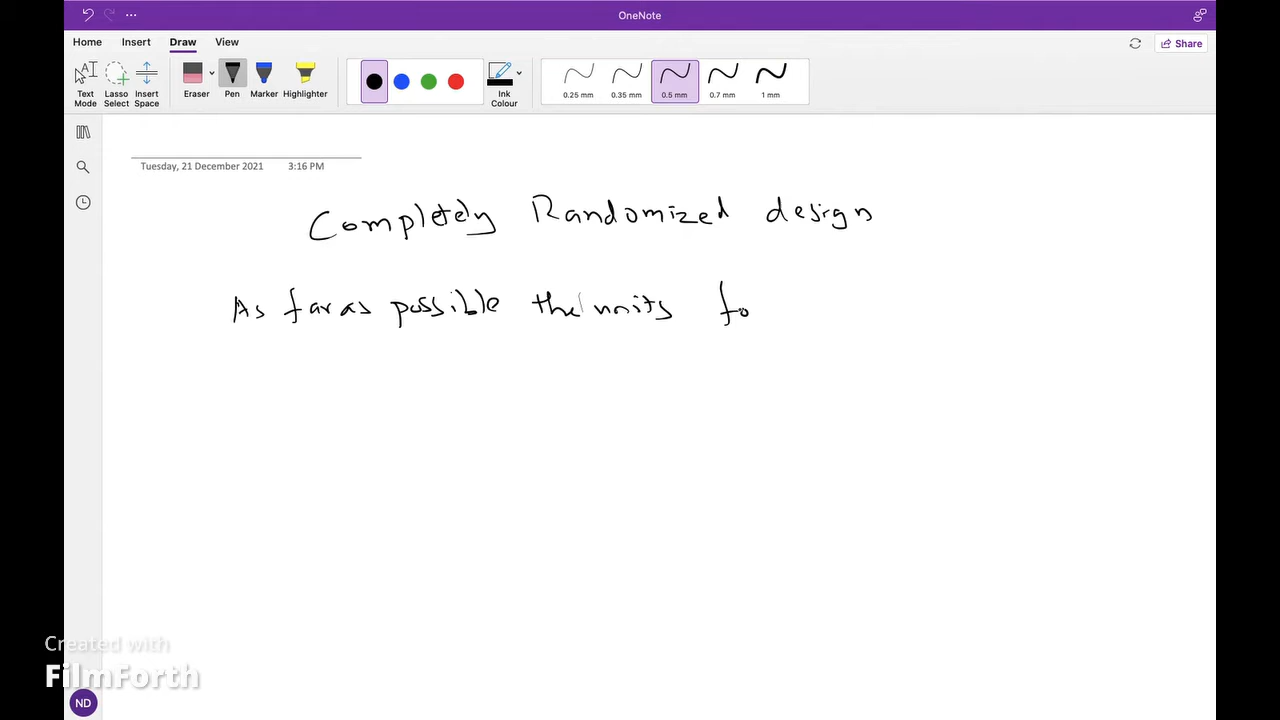 OneNote
Home Insert Draw View
Share
Text Mode Lasso Select Insert Space Eraser Pen Marker Highlighter Ink Colour 0.25 mm 0.35 mm 0.5 mm 0.7 mm 1 mm
Tuesday, 21 December 2021 3:16 PM
Completely Randomized design
As far as possible the units fo
Created with
FilmForth
ND